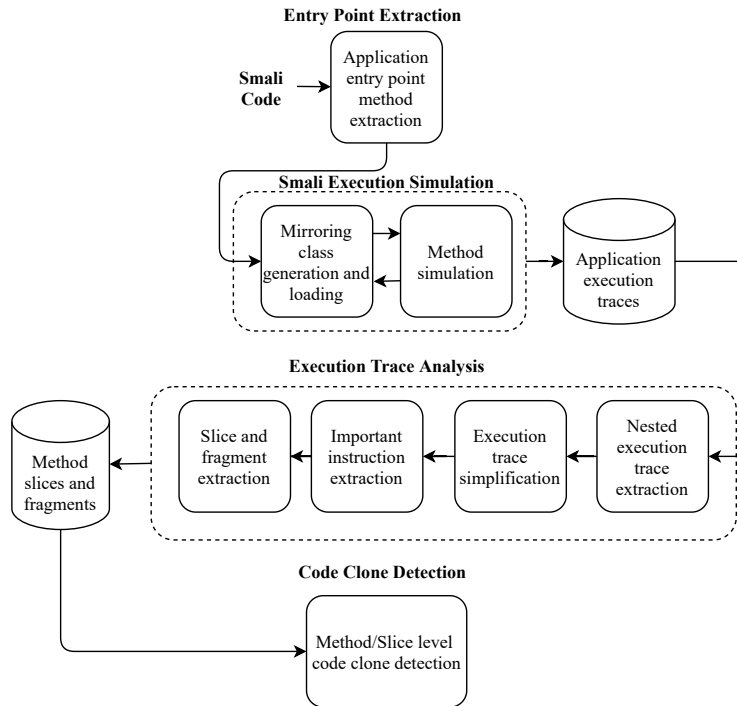 Entry Point Extraction
Smali
Code
Application
entry point
method
extraction
Smali Execution Simulation
Mirroring
class
generation and
loading
Method
simulation
Application
execution
traces
Execution Trace Analysis
Method
slices and
fragments
Slice and
fragment
extraction
Important
instruction
extraction
Execution
trace
simplification
Nested
execution
trace
extraction
Code Clone Detection
Method/Slice level
code clone detection